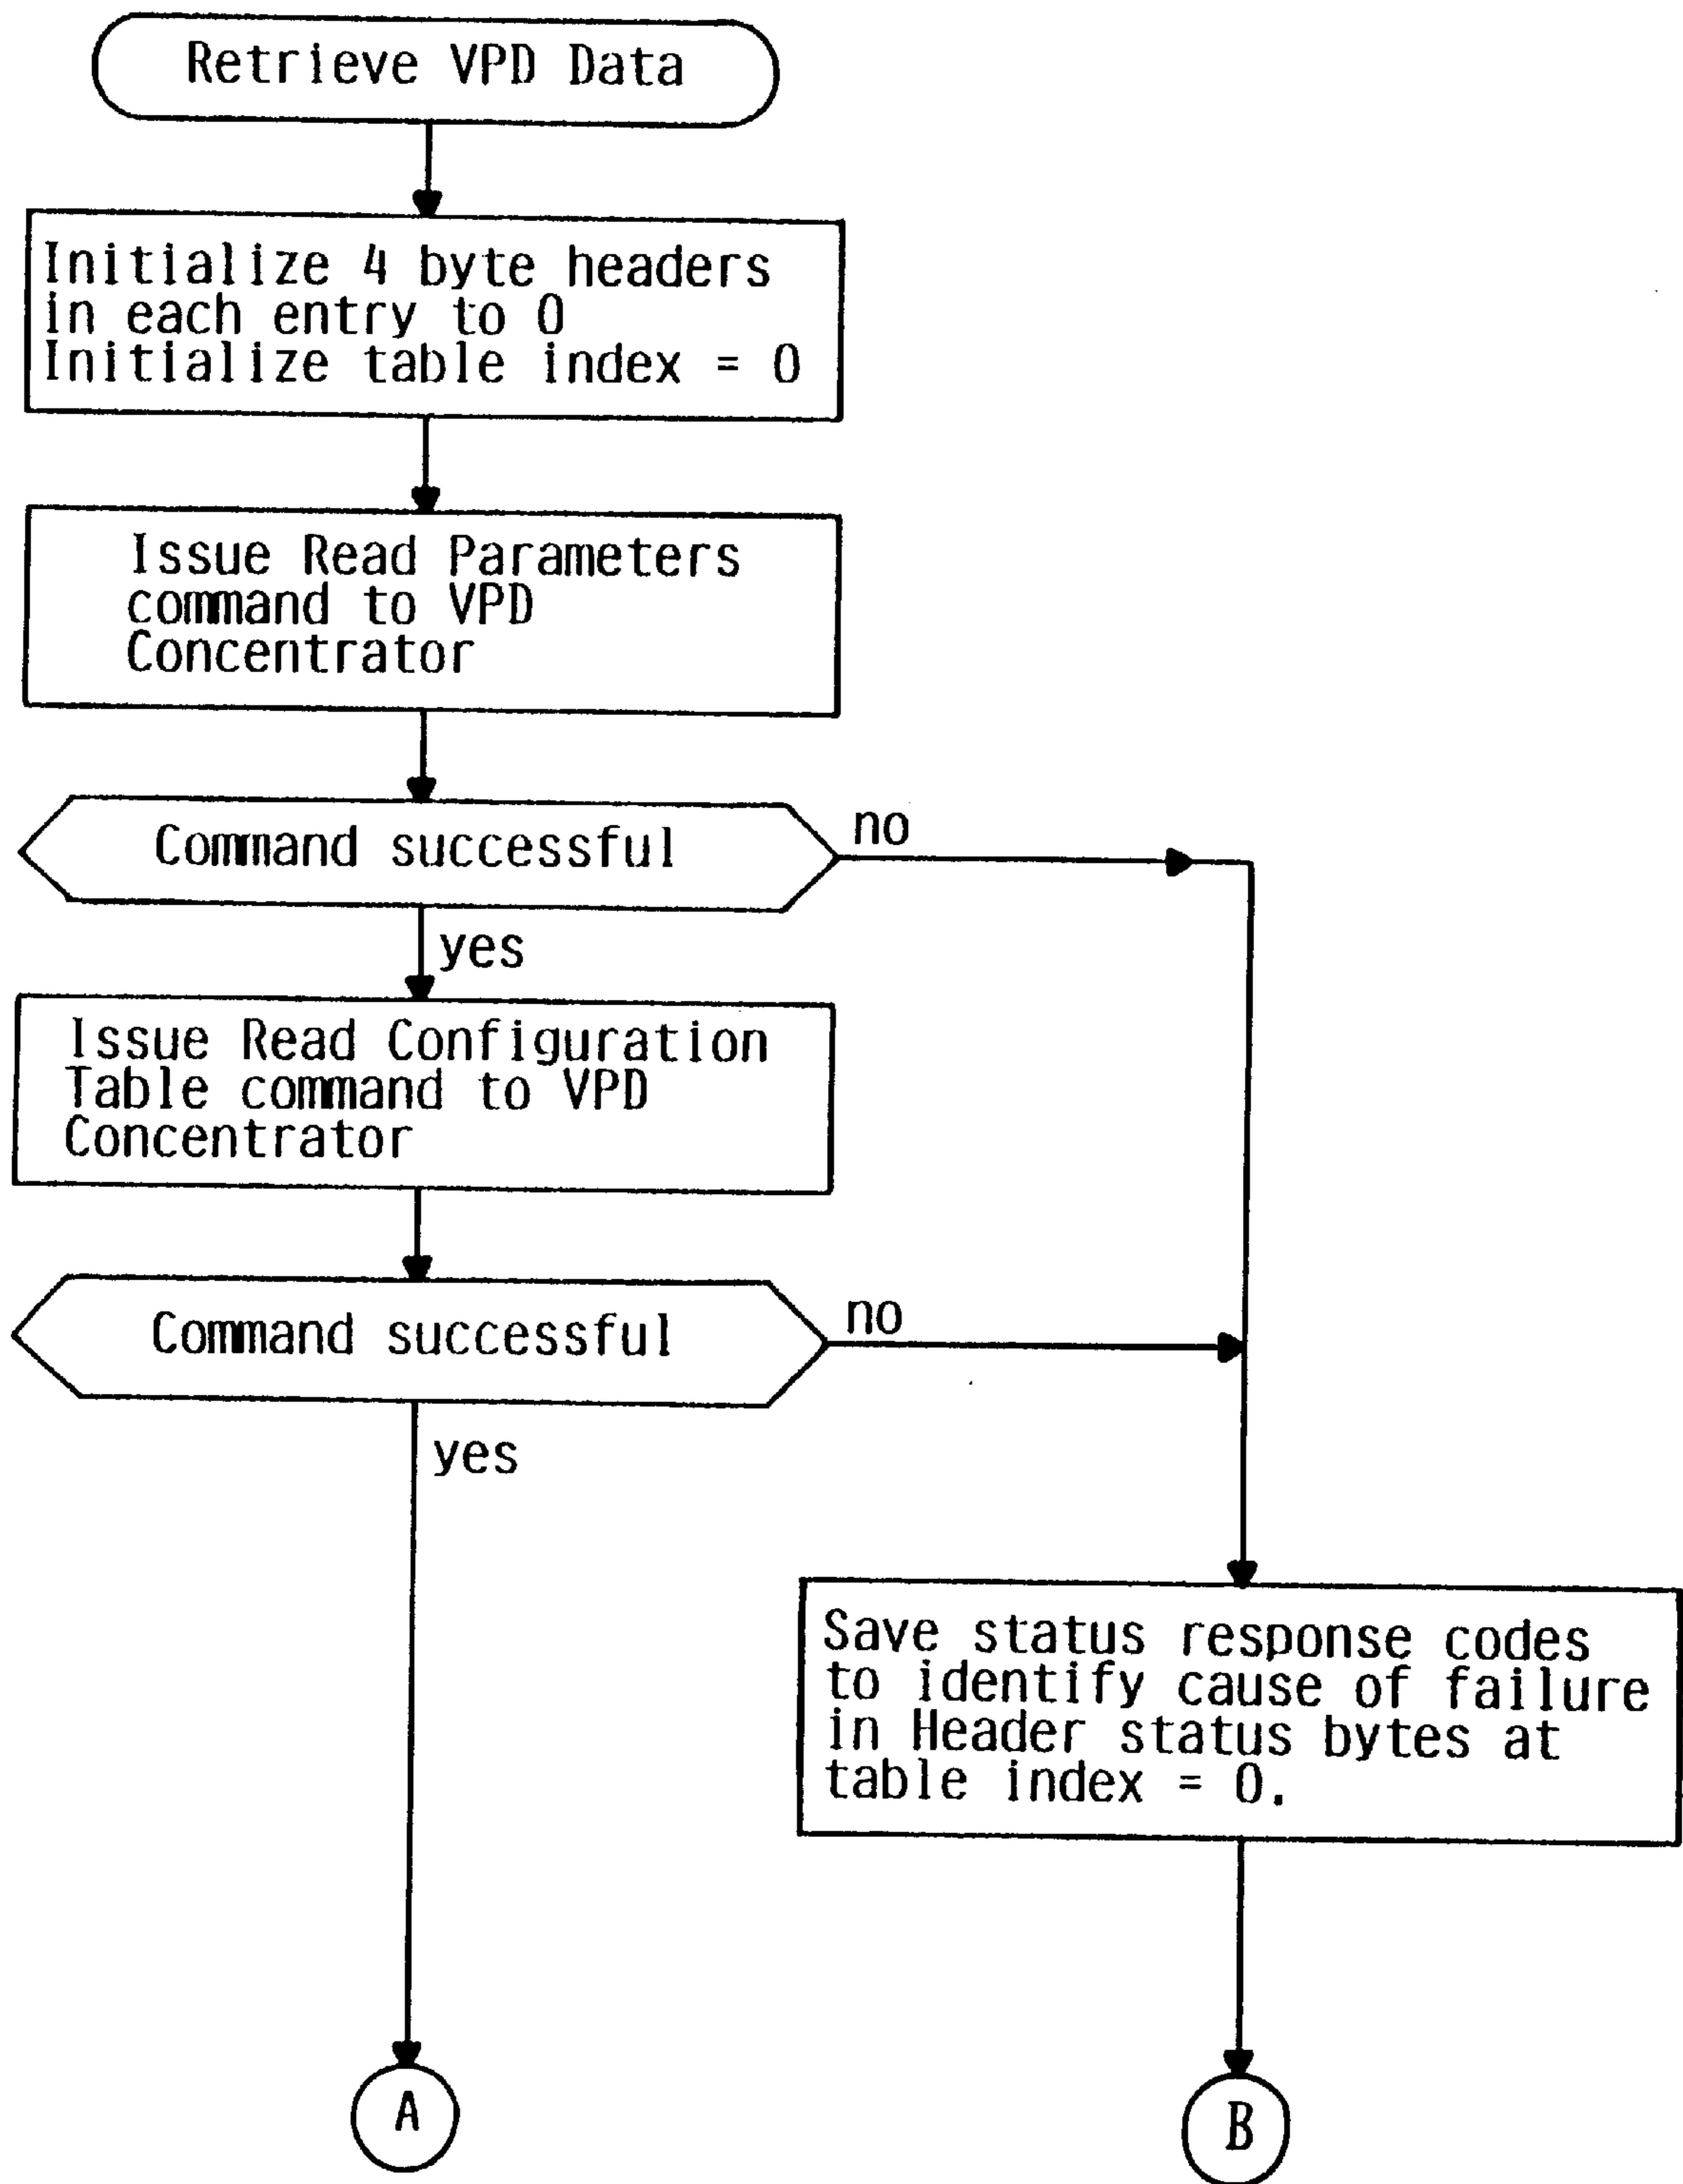 Retrieve VPD Data
Initialize 4 byte headers
in each entry to 0
Initialize table index = 0
Issue Read Parameters
command to VPD
Concentrator
Command successful
no
yes
Issue Read Configuration
Table command to VPD
Concentrator
Command successful
no
yes
Save status response codes
to identify cause of failure
in Header status bytes at
table index = 0.
A
B